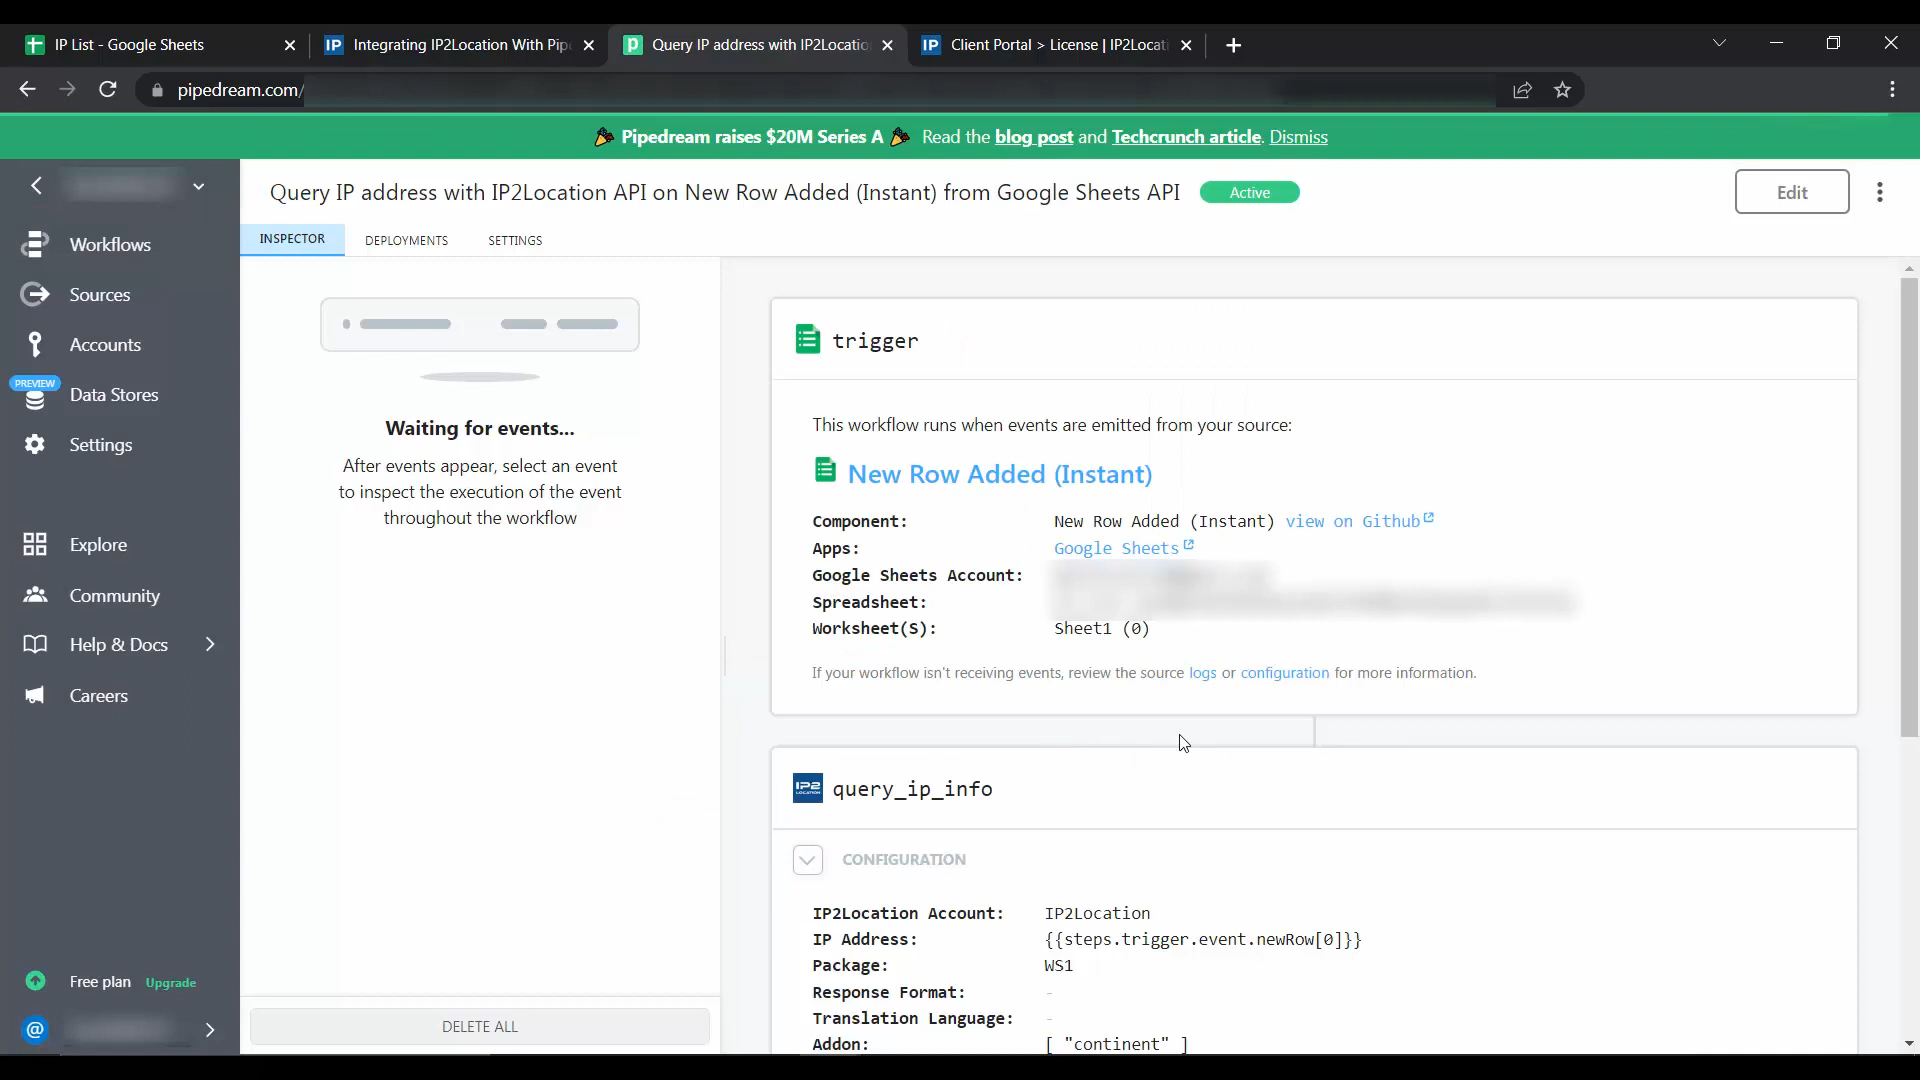 IP List - Google Sheets
Integrating IP2Location With Pip
Query IP address with IP2Locatio
Client Portal > License | IP2Locat
pipedream.com/
Pipedream raises $20M Series A Read the blog post and Techcrunch article. Dismiss
Query IP address with IP2Location API on New Row Added (Instant) from Google Sheets API
Active
Edit
INSPECTOR
DEPLOYMENTS
SETTINGS
Workflows
Sources
Accounts
PREVIEW
Data Stores
Settings
Explore
Community
Help & Docs
Careers
Free plan Upgrade
@
Waiting for events...
After events appear, select an event
to inspect the execution of the event
throughout the workflow
DELETE ALL
trigger
This workflow runs when events are emitted from your source:
New Row Added (Instant)
Component: New Row Added (Instant) view on Github
Apps: Google Sheets
Google Sheets Account:
Spreadsheet:
Worksheet(S): Sheet1 (0)
If your workflow isn't receiving events, review the source logs or configuration for more information.
IP2 LOCATION
query_ip_info
CONFIGURATION
IP2Location Account: IP2Location
IP Address: {{steps.trigger.event.newRow[0]}}
Package: WS1
Response Format: -
Translation Language: -
Addon: [ "continent" ]